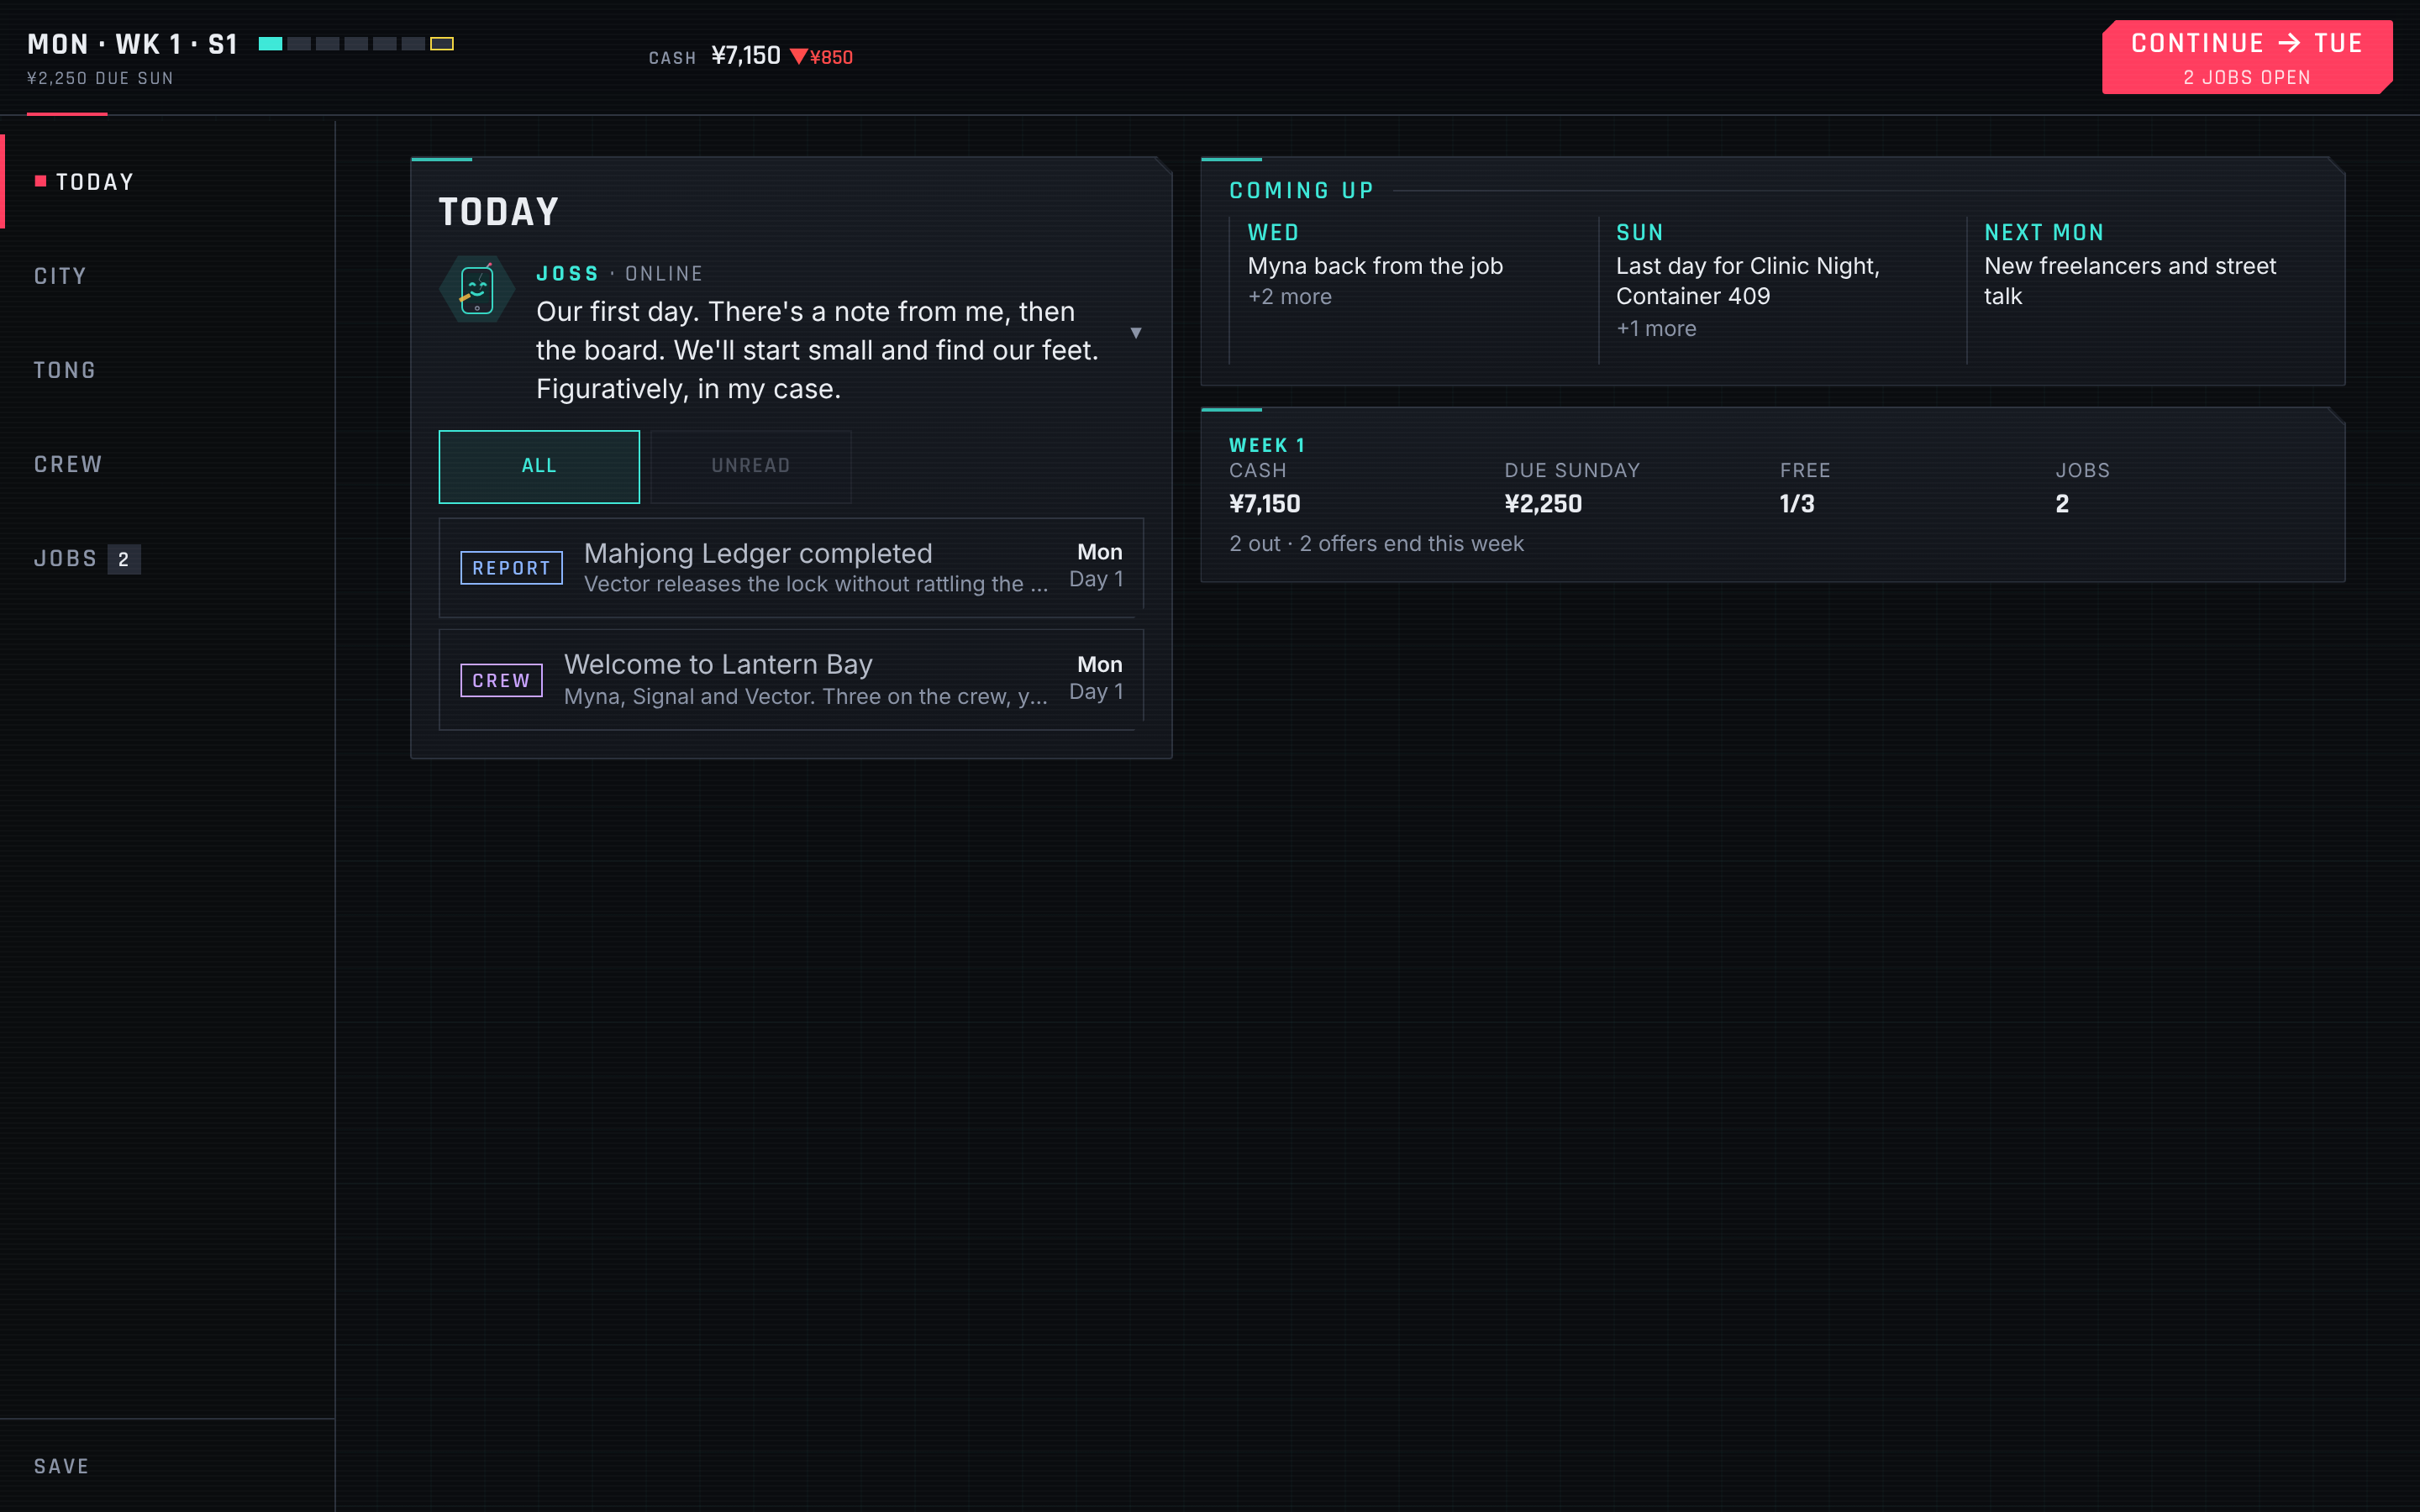 MON · WK 1 · S1
¥2,250 DUE SUN
CASH ¥7,150 ▼¥850
CONTINUE → TUE
2 JOBS OPEN
TODAY
CITY
TONG
CREW
JOBS 2
SAVE
TODAY
JOSS · ONLINE
Our first day. There's a note from me, then
the board. We'll start small and find our feet.
Figuratively, in my case.
▼
ALL
UNREAD
REPORT
Mahjong Ledger completed
Vector releases the lock without rattling the ...
Mon
Day 1
CREW
Welcome to Lantern Bay
Myna, Signal and Vector. Three on the crew, y...
Mon
Day 1
COMING UP
WED
Myna back from the job
+2 more
SUN
Last day for Clinic Night,
Container 409
+1 more
NEXT MON
New freelancers and street
talk
WEEK 1
CASH
¥7,150
DUE SUNDAY
¥2,250
FREE
1/3
JOBS
2
2 out · 2 offers end this week